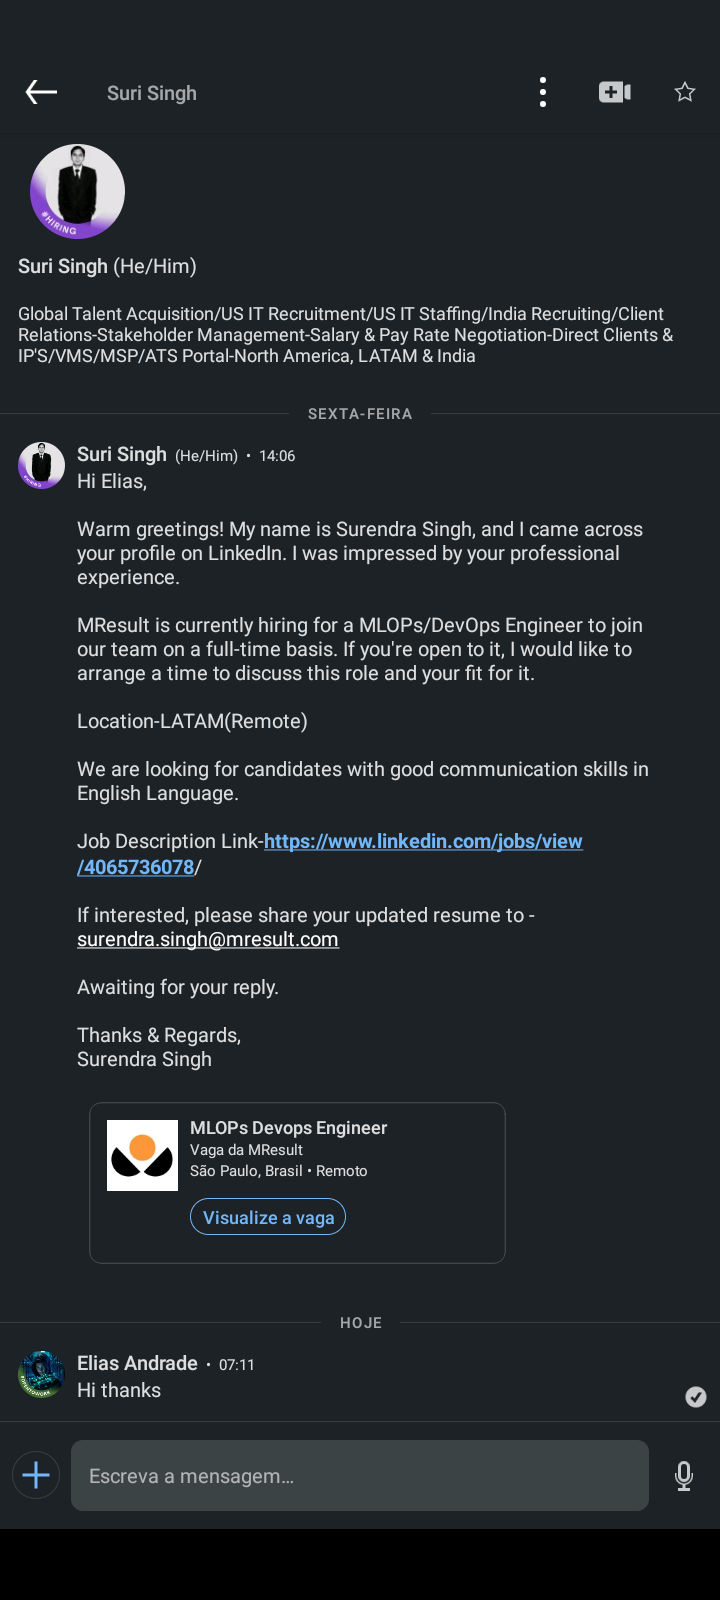 Suri Singh
#HIRING
Suri Singh (He/Him)
Global Talent Acquisition/US IT Recruitment/US IT Staffing/India Recruiting/Client
Relations-Stakeholder Management-Salary & Pay Rate Negotiation-Direct Clients &
IP'S/VMS/MSP/ATS Portal-North America, LATAM & India
SEXTA-FEIRA
Suri Singh (He/Him) • 14:06
Hi Elias,
Warm greetings! My name is Surendra Singh, and I came across
your profile on LinkedIn. I was impressed by your professional
experience.
MResult is currently hiring for a MLOPs/DevOps Engineer to join
our team on a full-time basis. If you're open to it, I would like to
arrange a time to discuss this role and your fit for it.
Location-LATAM(Remote)
We are looking for candidates with good communication skills in
English Language.
Job Description Link-https://www.linkedin.com/jobs/view
/4065736078/
If interested, please share your updated resume to -
surendra.singh@mresult.com
Awaiting for your reply.
Thanks & Regards,
Surendra Singh
MLOPs Devops Engineer
Vaga da MResult
São Paulo, Brasil • Remoto
Visualize a vaga
HOJE
Elias Andrade • 07:11
Hi thanks
Escreva a mensagem…